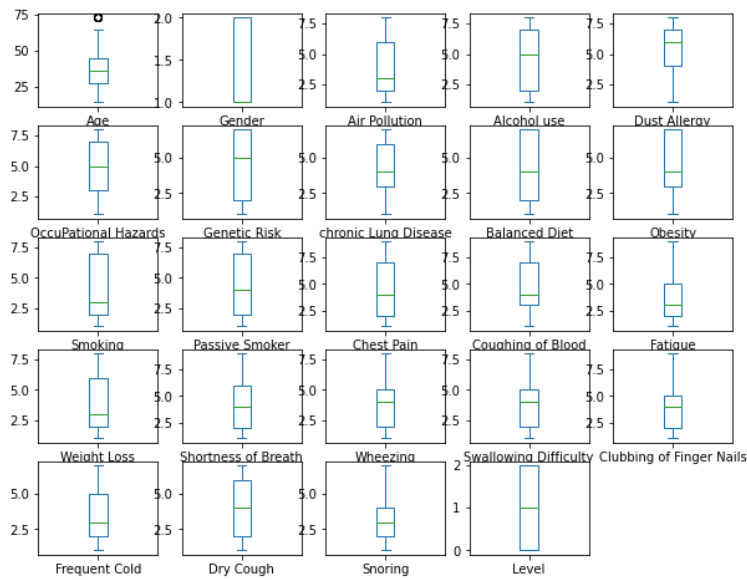 75
50
25
Age
2.0
1.5
1.0
Gender
7.5
5.0
2.5
Air Pollution
7.5
5.0
2.5
Alcohol use
7.5
5.0
2.5
Dust Allergy
7.5
5.0
2.5
OccuPational Hazards
5.0
2.5
Genetic Risk
5.0
2.5
chronic Lung Disease
5.0
2.5
Balanced Diet
5.0
2.5
Obesity
7.5
5.0
2.5
Smoking
7.5
5.0
2.5
Passive Smoker
7.5
5.0
2.5
Chest Pain
7.5
5.0
2.5
Coughing of Blood
7.5
5.0
2.5
Fatigue
7.5
5.0
2.5
Weight Loss
7.5
5.0
2.5
Shortness of Breath
7.5
5.0
2.5
Wheezing
7.5
5.0
2.5
Swallowing Difficulty
7.5
5.0
2.5
Clubbing of Finger Nails
5.0
2.5
Frequent Cold
5.0
2.5
Dry Cough
5.0
2.5
Snoring
2
1
0
Level